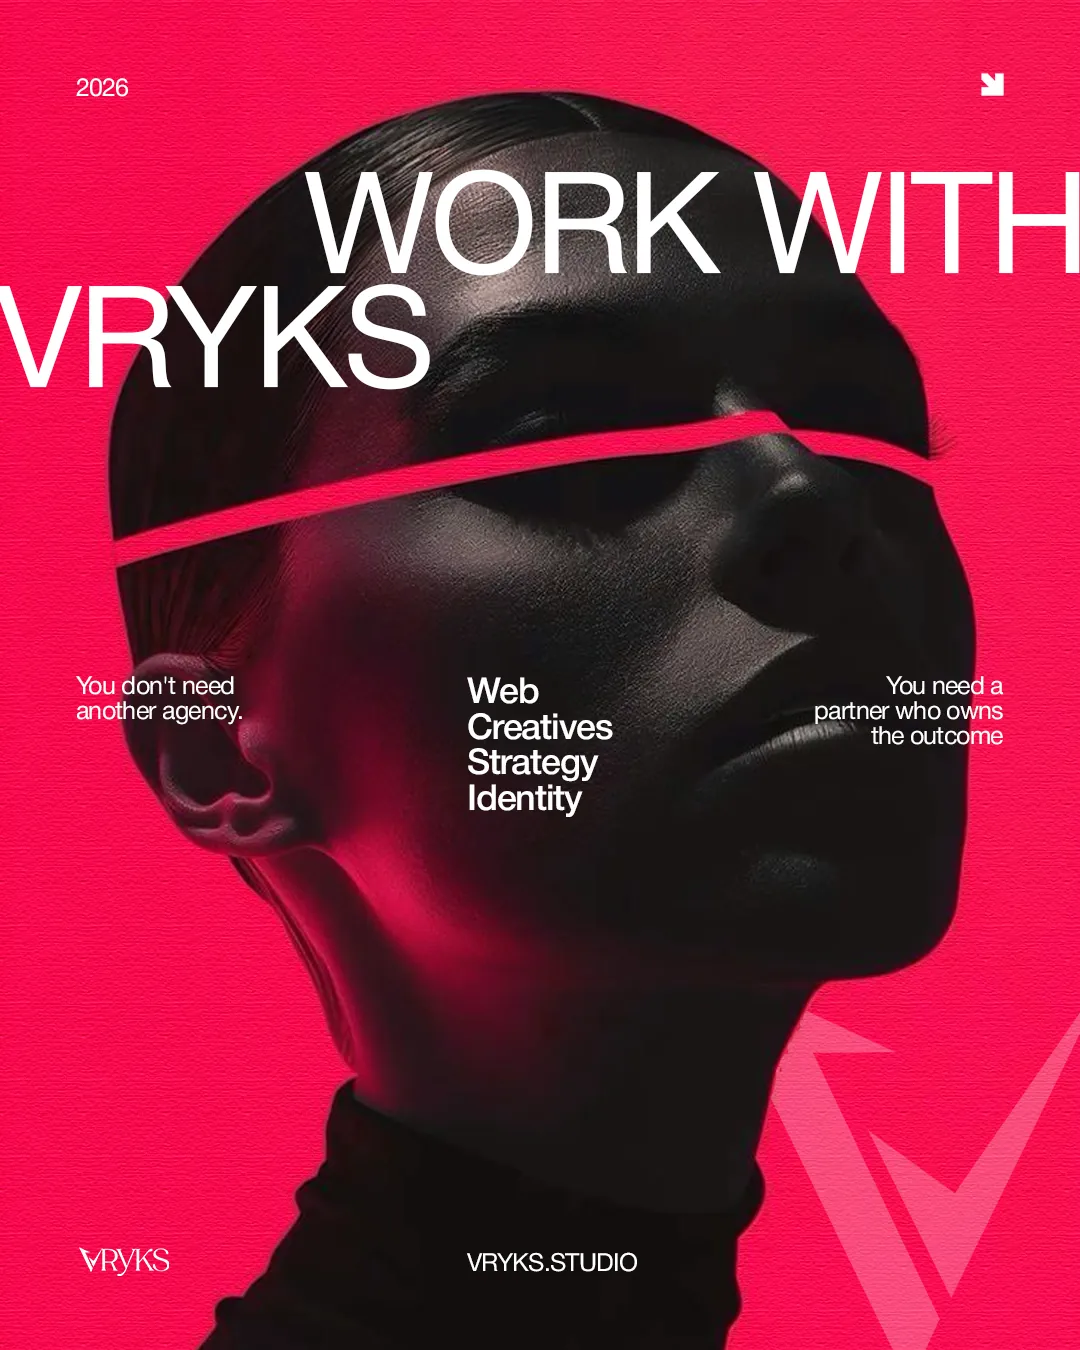 2026
WORK WITH
VRYKS
You don't need
another agency.
Web
Creatives
Strategy
Identity
You need a
partner who owns
the outcome
VRYKS
VRYKS.STUDIO